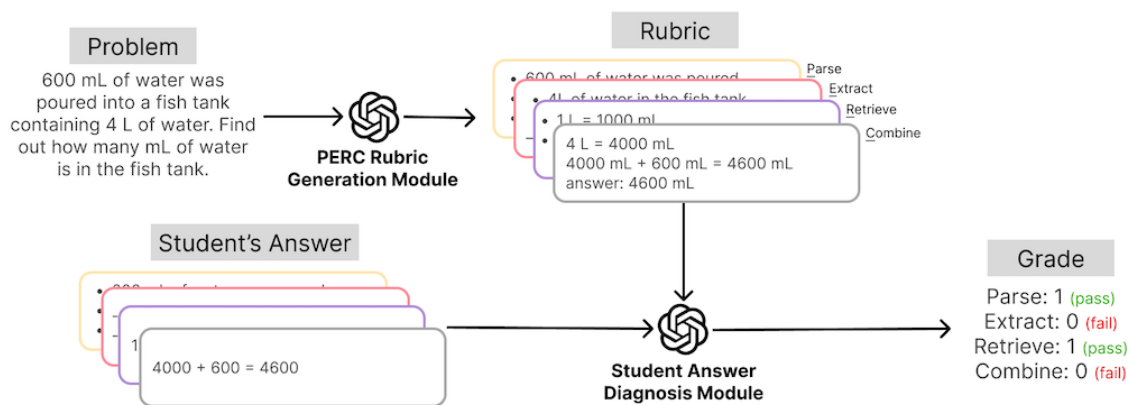 Problem
600 mL of water was
poured into a fish tank
containing 4 L of water. Find
out how many mL of water
is in the fish tank.
PERC Rubric
Generation Module
Rubric
• 600 mL of water was poured
Parse
• 4L of water in the fish tank
Extract
• 1 L = 1000 mL
Retrieve
4 L = 4000 mL
4000 mL + 600 mL = 4600 mL
answer: 4600 mL
Combine
Student's Answer
1
4000 + 600 = 4600
Student Answer
Diagnosis Module
Grade
Parse: 1 (pass)
Extract: 0 (fail)
Retrieve: 1 (pass)
Combine: 0 (fail)